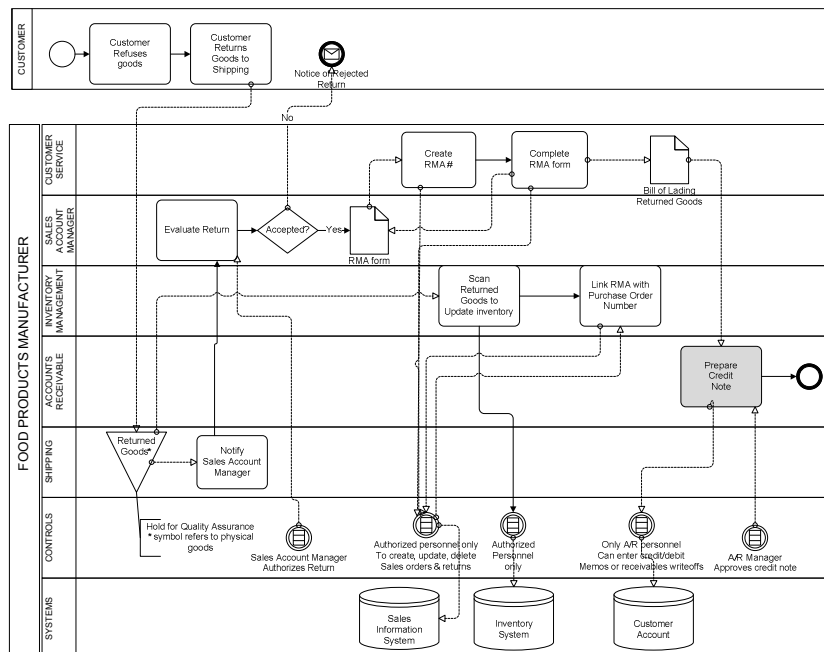 CUSTOMER
Customer
Refuses
goods
Customer
Returns
Goods to
Shipping
Notice of Rejected
Return
No
FOOD PRODUCTS MANUFACTURER
CUSTOMER
SERVICE
Create
RMA#
Complete
RMA form
Bill of Lading
Returned Goods
SALES
ACCOUNT
MANAGER
Evaluate Return
Accepted?
Yes
RMA form
INVENTORY
MANAGEMENT
Scan
Returned
Goods to
Update inventory
Link RMA with
Purchase Order
Number
ACCOUNTS
RECEIVABLE
Prepare
Credit
Note
SHIPPING
Returned
Goods*
Notify
Sales Account
Manager
CONTROLS
Hold for Quality Assurance
* symbol refers to physical
goods
Sales Account Manager
Authorizes Return
Authorized personnel only
To create, update, delete
Sales orders & returns
Authorized
Personnel
only
Only A/R personnel
Can enter credit/debit
Memos or receivables writeoffs
A/R Manager
Approves credit note
SYSTEMS
Sales
Information
System
Inventory
System
Customer
Account